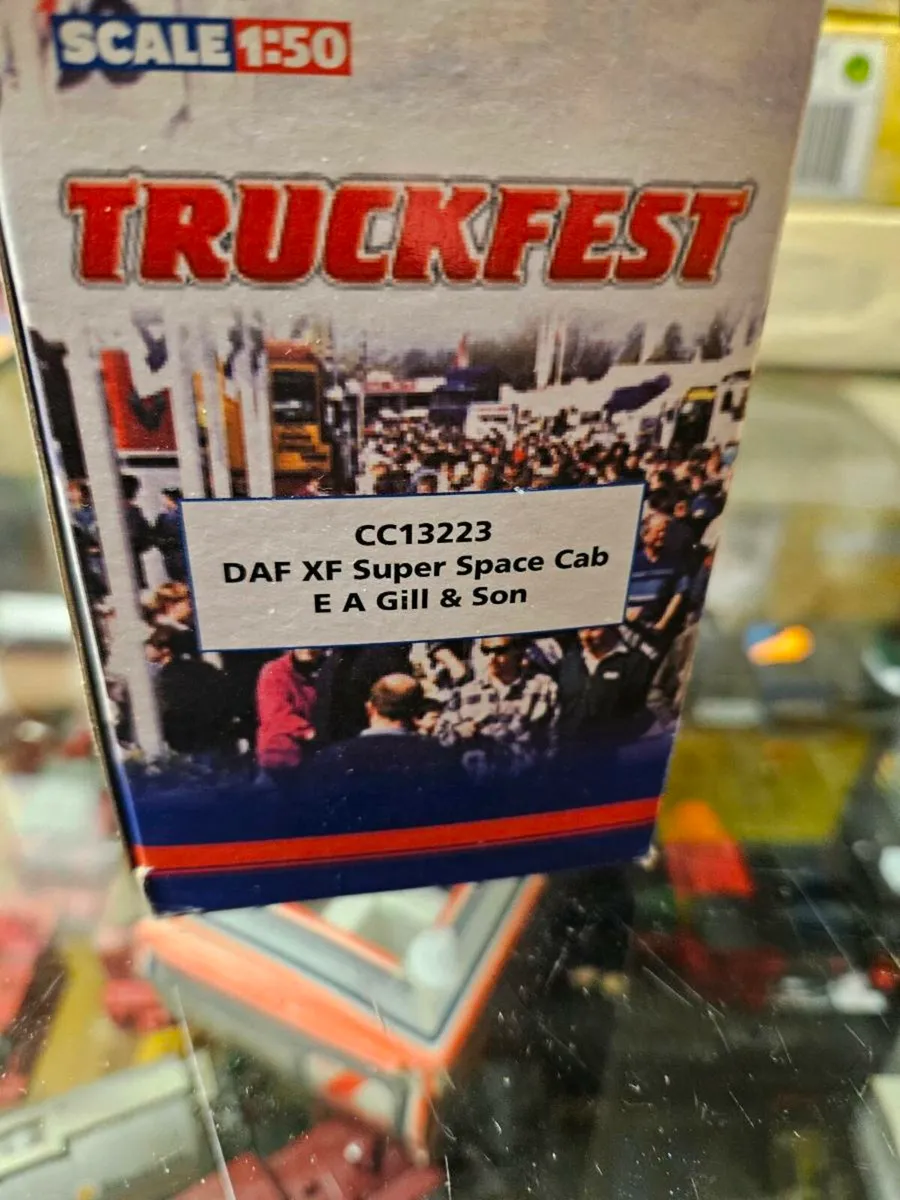 SCALE 1:50
TRUCKFEST
CC13223
DAF XF Super Space Cab
E A Gill & Son